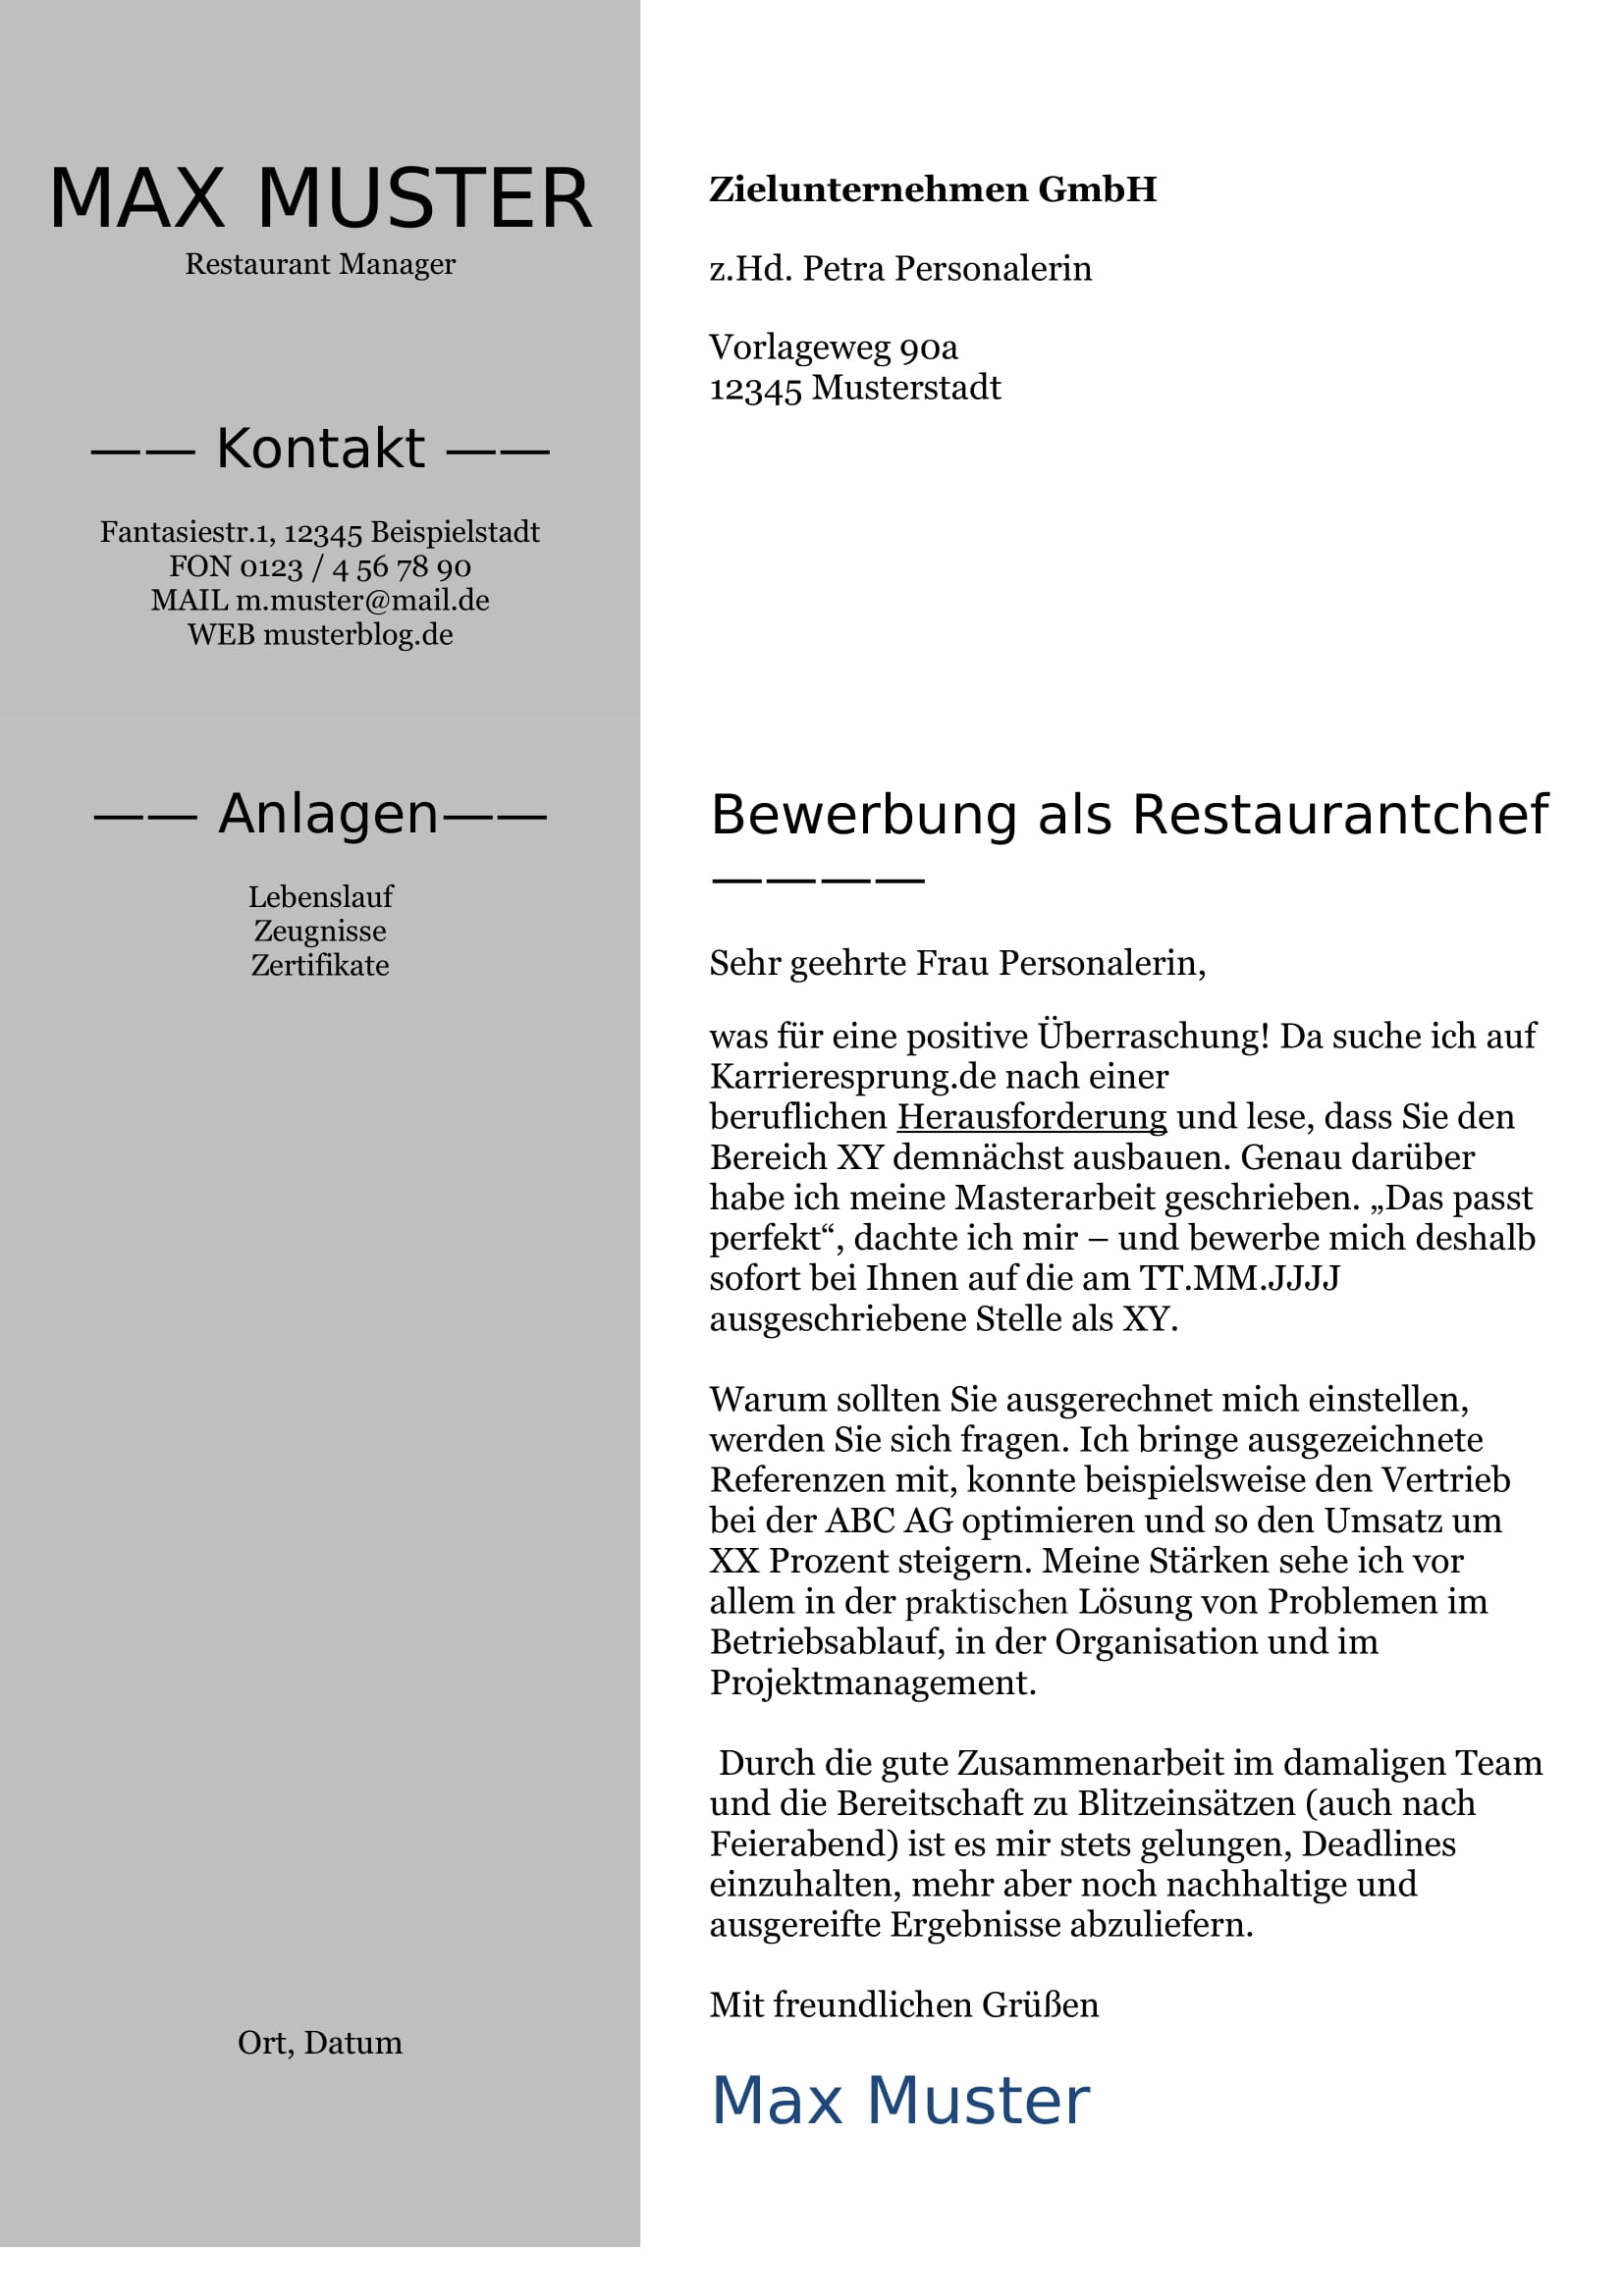 MAX MUSTER
Restaurant Manager
—— Kontakt ——
Fantasiestr.1, 12345 Beispielstadt
FON 0123 / 4 56 78 90
MAIL m.muster@mail.de
WEB musterblog.de
—— Anlagen——
Lebenslauf
Zeugnisse
Zertifikate
Ort, Datum
Zielunternehmen GmbH
z.Hd. Petra Personalerin
Vorlageweg 90a
12345 Musterstadt
Bewerbung als Restaurantchef
————
Sehr geehrte Frau Personalerin,
was für eine positive Überraschung! Da suche ich auf
Karrieresprung.de nach einer
beruflichen Herausforderung und lese, dass Sie den
Bereich XY demnächst ausbauen. Genau darüber
habe ich meine Masterarbeit geschrieben. „Das passt
perfekt“, dachte ich mir – und bewerbe mich deshalb
sofort bei Ihnen auf die am TT.MM.JJJJ
ausgeschriebene Stelle als XY.
Warum sollten Sie ausgerechnet mich einstellen,
werden Sie sich fragen. Ich bringe ausgezeichnete
Referenzen mit, konnte beispielsweise den Vertrieb
bei der ABC AG optimieren und so den Umsatz um
XX Prozent steigern. Meine Stärken sehe ich vor
allem in der praktischen Lösung von Problemen im
Betriebsablauf, in der Organisation und im
Projektmanagement.
Durch die gute Zusammenarbeit im damaligen Team
und die Bereitschaft zu Blitzeinsätzen (auch nach
Feierabend) ist es mir stets gelungen, Deadlines
einzuhalten, mehr aber noch nachhaltige und
ausgereifte Ergebnisse abzuliefern.
Mit freundlichen Grüßen
Max Muster